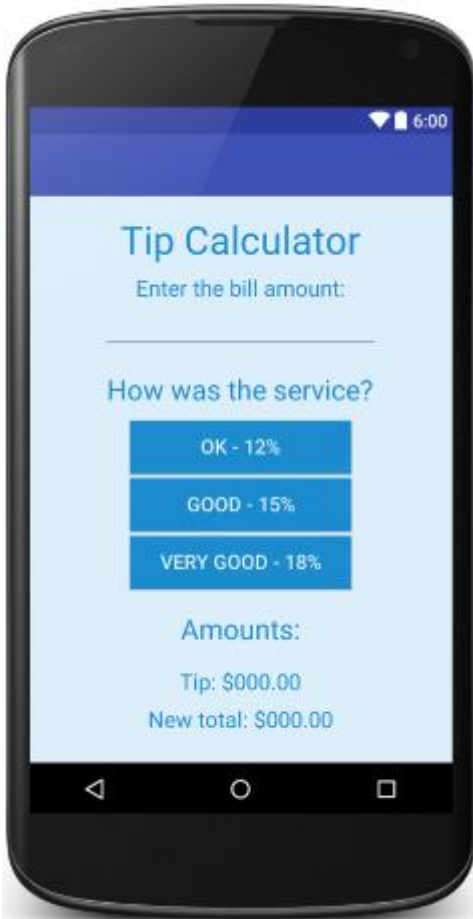 6:00
Tip Calculator
Enter the bill amount:
How was the service?
OK - 12%
GOOD - 15%
VERY GOOD - 18%
Amounts:
Tip: $000.00
New total: $000.00